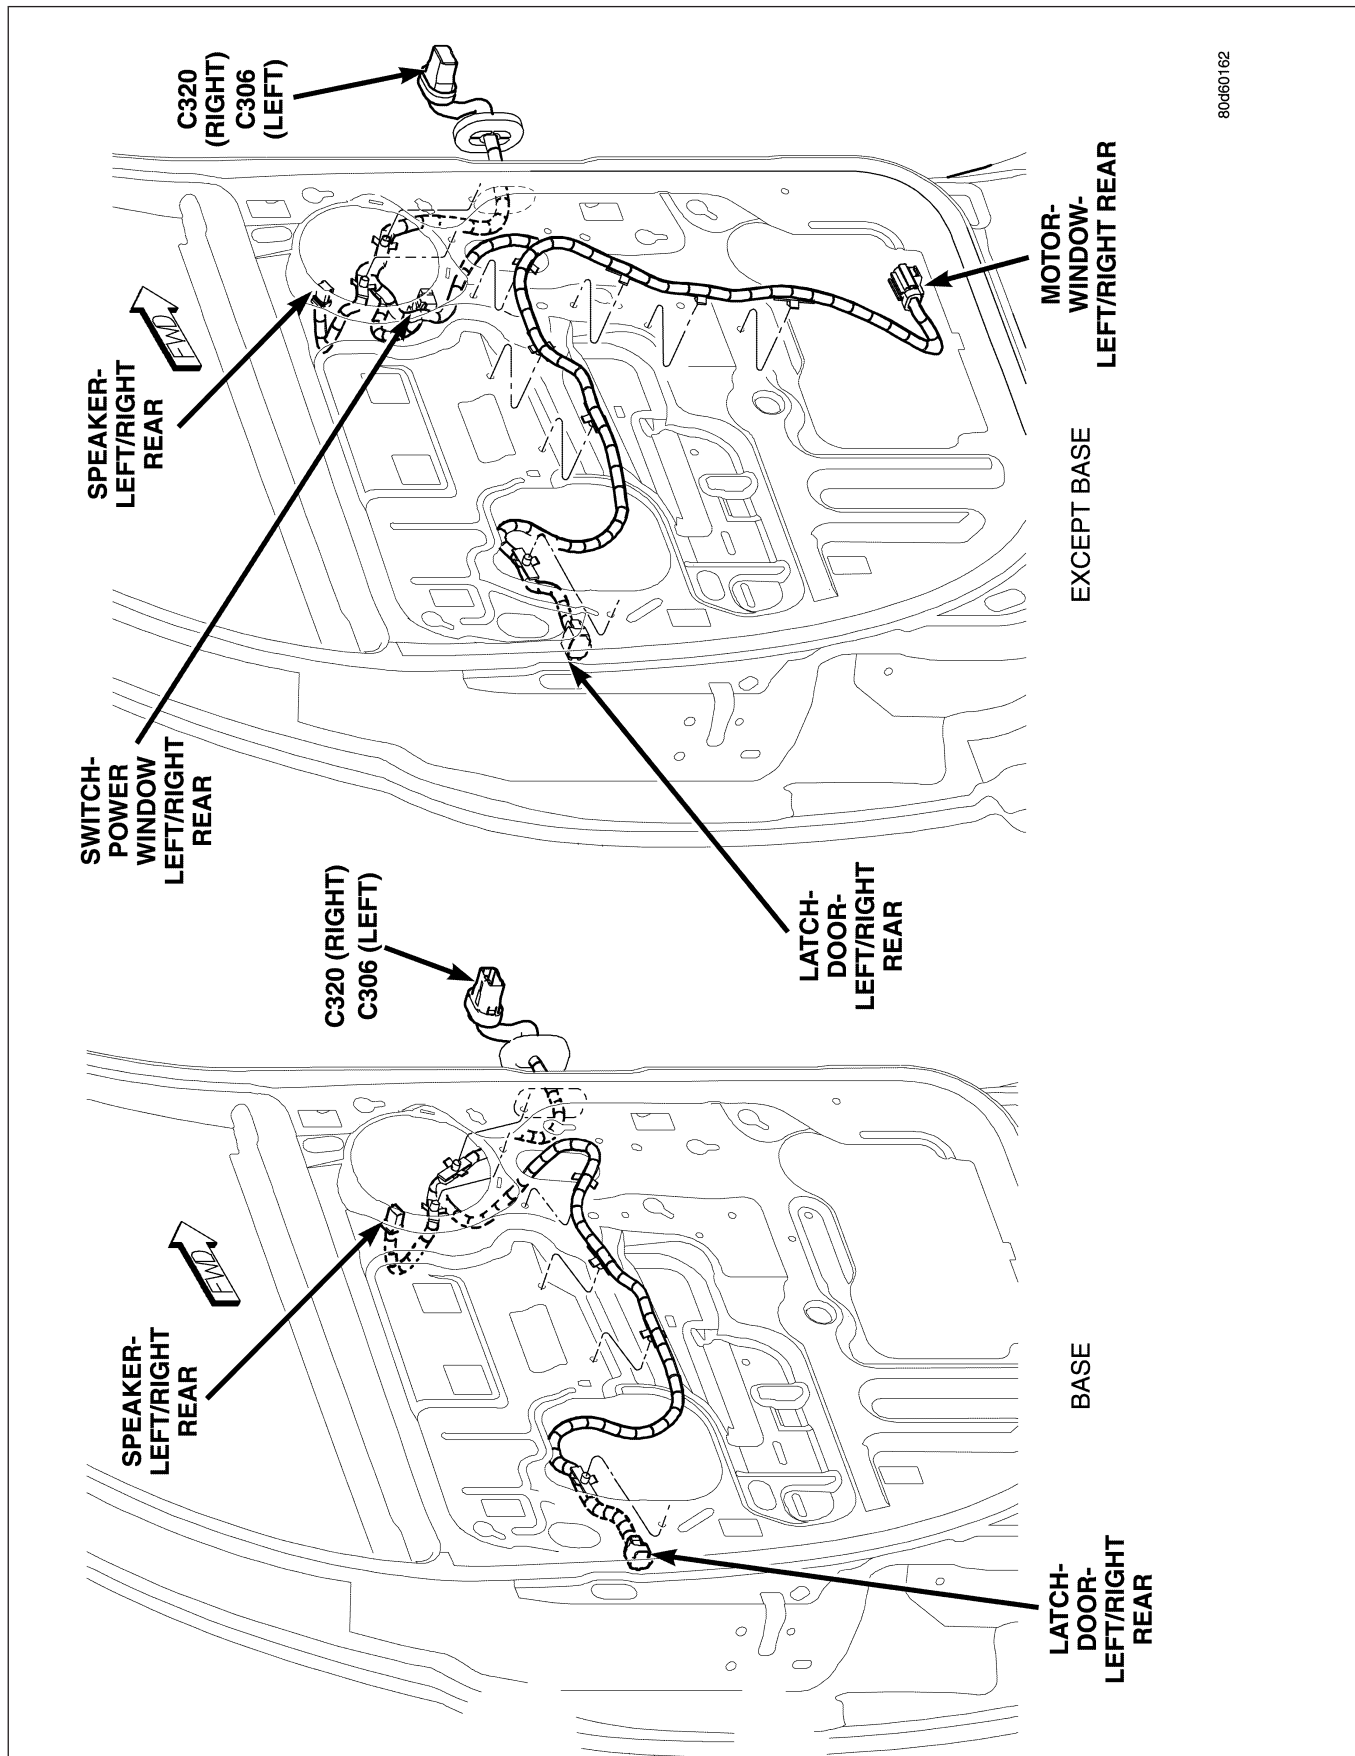 SPEAKER-
LEFT/RIGHT
REAR
FWD
C320 (RIGHT)
C306 (LEFT)
LATCH-
DOOR-
LEFT/RIGHT
REAR
BASE
SWITCH-
POWER
WINDOW
LEFT/RIGHT
REAR
SPEAKER-
LEFT/RIGHT
REAR
FWD
C320
(RIGHT)
C306
(LEFT)
LATCH-
DOOR-
LEFT/RIGHT
REAR
MOTOR-
WINDOW-
LEFT/RIGHT REAR
EXCEPT BASE
80d60162